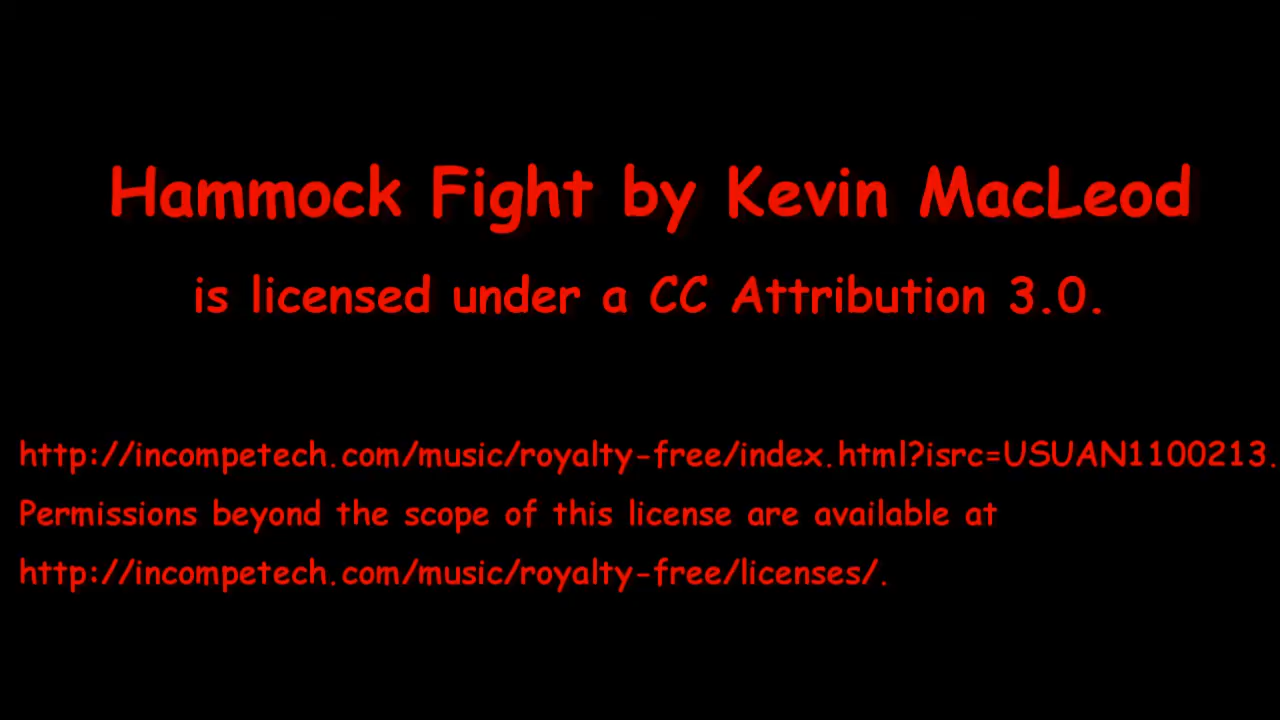 Hammock Fight by Kevin MacLeod
is licensed under a CC Attribution 3.0.
http://incompetech.com/music/royalty-free/index.html?isrc=USUAN1100213.
Permissions beyond the scope of this license are available at
http://incompetech.com/music/royalty-free/licenses/.